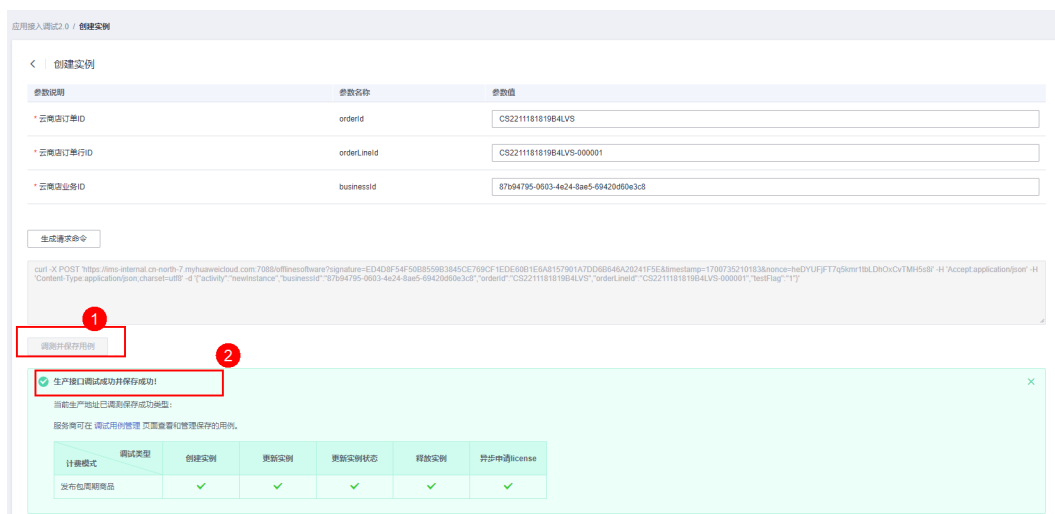 应用接入调试2.0 / 创建实例
创建实例
参数说明 参数名称 参数值
* 云商店订单ID orderId CS2211181819B4LVS
* 云商店订单行ID orderLineId CS2211181819B4LVS-000001
* 云商店业务ID businessId 87b94795-0603-4e24-8ae5-69420d60e3c8
生成请求命令
curl -X POST 'https://ims-internal.cn-north-7.myhuaweicloud.com:7088/offlinesoftware?signature=ED4D8F54F50B8559B3845CE769CF1EDE60B1E6A8157901A7DD6B646A20241F5E&timestamp=1700735210183&nonce=heDYUFjFT7q5kmr1tbLDhOxCvTMH5s8i' -H 'Accept:application/json' -H
'Content-Type:application/json;charset=utf8' -d '{"activity":"newInstance","businessId":"87b94795-0603-4e24-8ae5-69420d60e3c8","orderId":"CS2211181819B4LVS","orderLineId":"CS2211181819B4LVS-000001","testFlag":"1"}'
1
调测并保存用例
2
生产接口调试成功并保存成功!
当前生产地址已调测保存成功类型:
服务商可在 调试用例管理 页面查看和管理保存的用例。
调试类型
计费模式 创建实例 更新实例 更新实例状态 释放实例 异步申请license
发布包周期商品